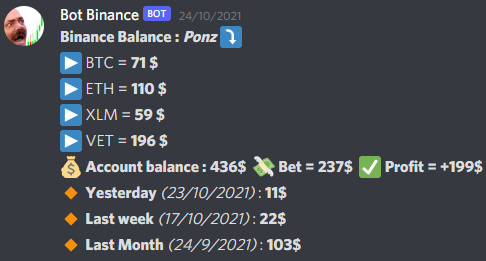 Bot Binance BOT 24/10/2021
Binance Balance : Ponz ⤵️
▶️ BTC = 71 $
▶️ ETH = 110 $
▶️ XLM = 59 $
▶️ VET = 196 $
💰 Account balance : 436$ 💸 Bet = 237$ ✅ Profit = +199$
🔸 Yesterday (23/10/2021) : 11$
🔸 Last week (17/10/2021) : 22$
🔸 Last Month (24/9/2021) : 103$